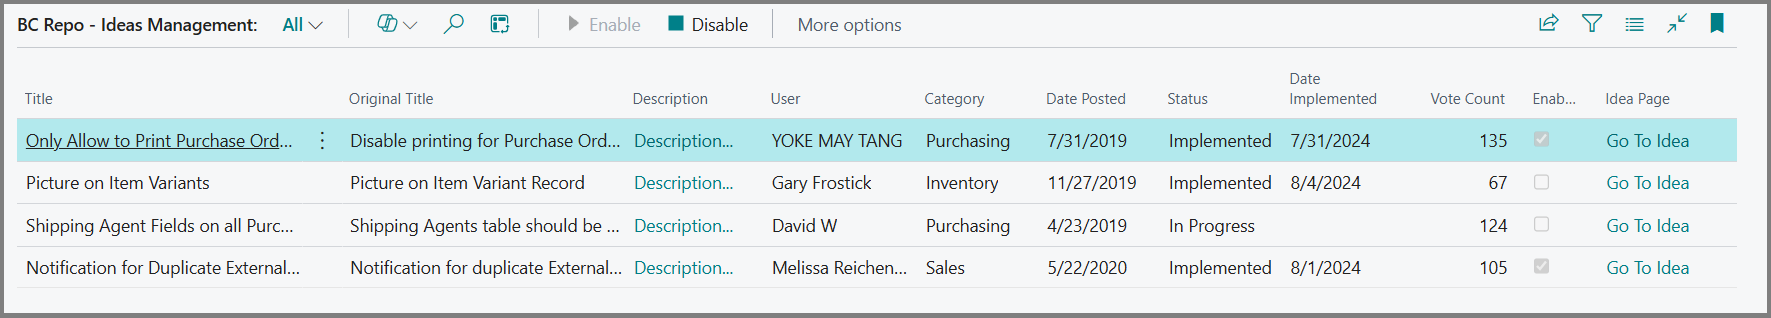 BC Repo - Ideas Management: All Enable Disable More options
Title Original Title Description User Category Date Posted Status Date Implemented Vote Count Enab... Idea Page
Only Allow to Print Purchase Ord... Disable printing for Purchase Ord... Description... YOKE MAY TANG Purchasing 7/31/2019 Implemented 7/31/2024 135 Go To Idea
Picture on Item Variants Picture on Item Variant Record Description... Gary Frostick Inventory 11/27/2019 Implemented 8/4/2024 67 Go To Idea
Shipping Agent Fields on all Purc... Shipping Agents table should be ... Description... David W Purchasing 4/23/2019 In Progress 124 Go To Idea
Notification for Duplicate External... Notification for duplicate External... Description... Melissa Reichen... Sales 5/22/2020 Implemented 8/1/2024 105 Go To Idea